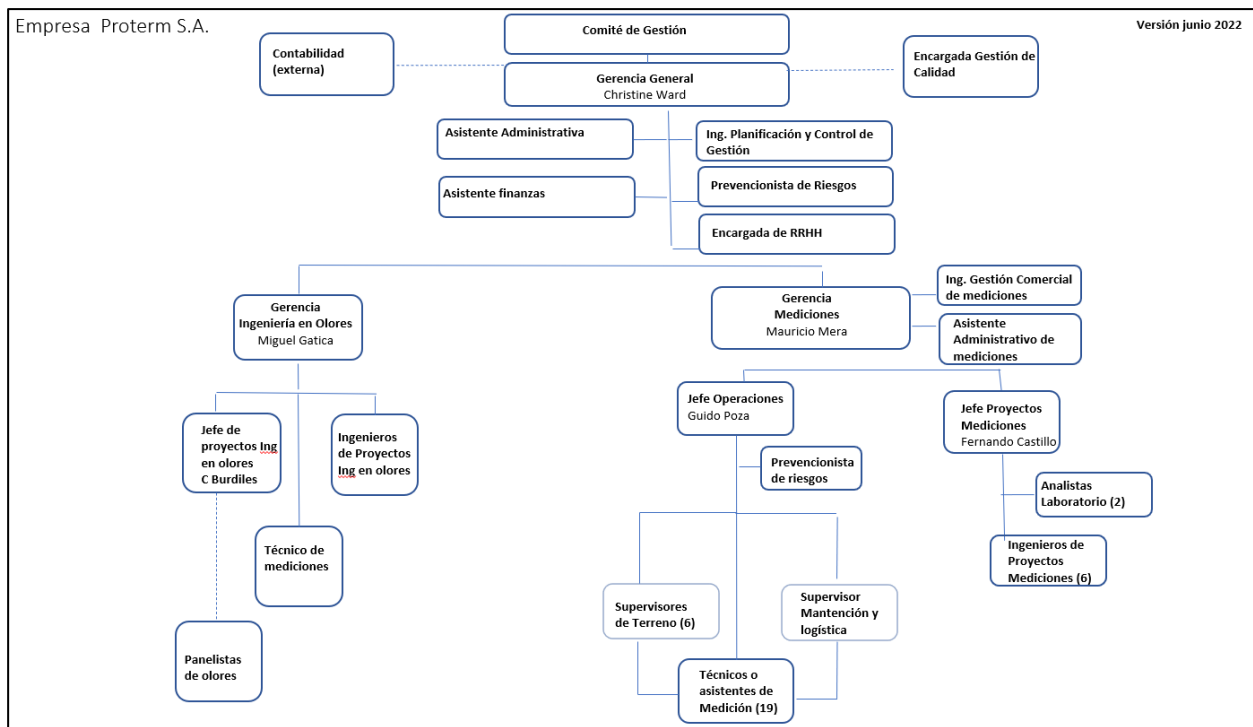 Empresa Proterm S.A.
Versión junio 2022
Comité de Gestión
Contabilidad
(externa)
Gerencia General
Christine Ward
Encargada Gestión de
Calidad
Asistente Administrativa
Ing. Planificación y Control de
Gestión
Asistente finanzas
Prevencionista de Riesgos
Encargada de RRHH
Gerencia
Ingeniería en Olores
Miguel Gatica
Gerencia
Mediciones
Mauricio Mera
Ing. Gestión Comercial
de mediciones
Asistente
Administrativo de
mediciones
Jefe de
proyectos Ing
en olores
C Burdiles
Ingenieros
de Proyectos
Ing en olores
Técnico de
mediciones
Panelistas
de olores
Jefe Operaciones
Guido Poza
Prevencionista
de riesgos
Supervisores
de Terreno (6)
Supervisor
Mantención y
logística
Técnicos o
asistentes de
Medición (19)
Jefe Proyectos
Mediciones
Fernando Castillo
Analistas
Laboratorio (2)
Ingenieros de
Proyectos
Mediciones (6)